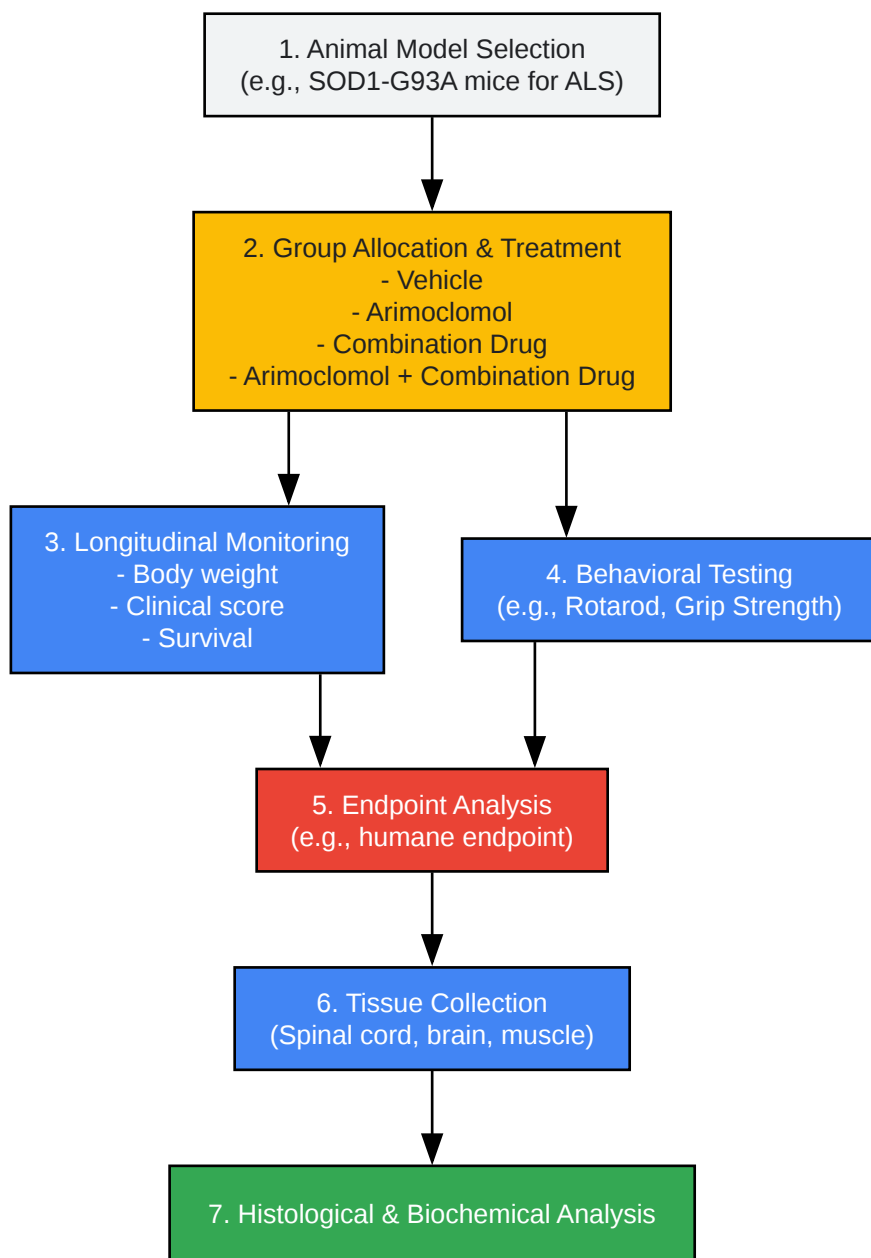 1. Animal Model Selection
(e.g., SOD1-G93A mice for ALS)
2. Group Allocation & Treatment
- Vehicle
- Arimoclomol
- Combination Drug
- Arimoclomol + Combination Drug
3. Longitudinal Monitoring
- Body weight
- Clinical score
- Survival
4. Behavioral Testing
(e.g., Rotarod, Grip Strength)
5. Endpoint Analysis
(e.g., humane endpoint)
6. Tissue Collection
(Spinal cord, brain, muscle)
7. Histological & Biochemical Analysis